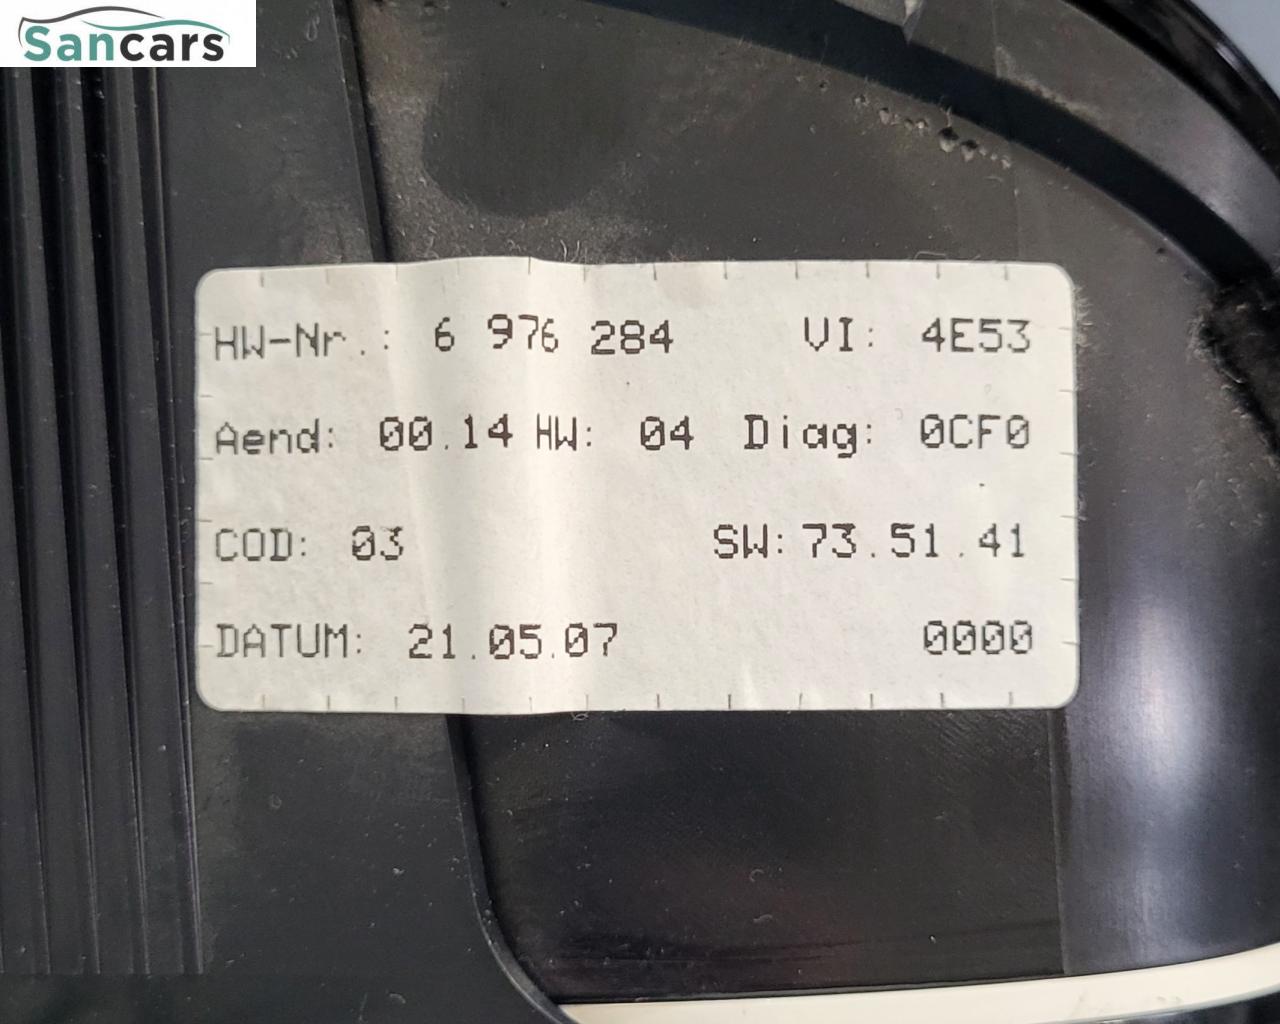 Sancars
HW-Nr.: 6 976 284 VI: 4E53
Aend: 00.14 HW: 04 Diag: 0CF0
COD: 03 SW: 73.51.41
DATUM: 21.05.07 0000